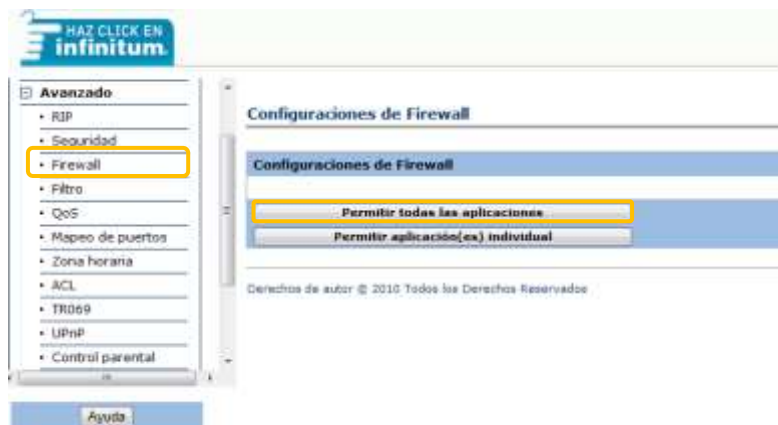 HAZ CLICK EN
infinitum.
Avanzado
RIP
Seguridad
Firewall
Filtro
QoS
Mapeo de puertos
Zona horaria
ACL
TR069
UPnP
Control parental
Ayuda
Configuraciones de Firewall
Configuraciones de Firewall
Permitir todas las aplicaciones
Permitir aplicación(es) individual
Derechos de autor @ 2010 Todos los Derechos Reservados